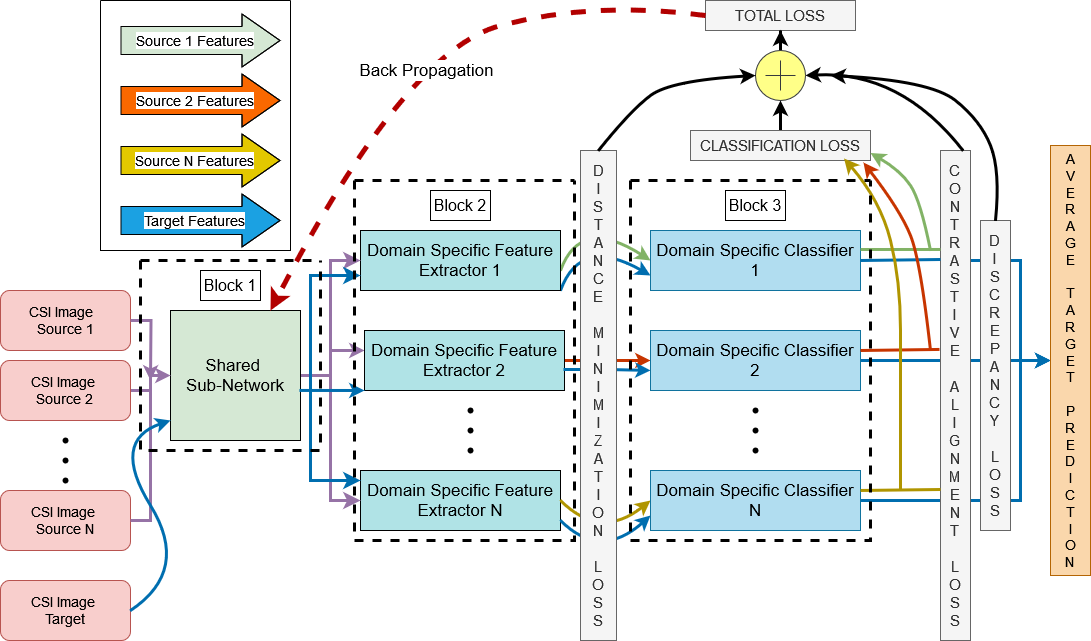 TOTAL LOSS
Source 1 Features
Back Propagation
Source 2 Features
CLASSIFICATION LOSS
Source N Features
Target Features
Block 2
Block 3
Block 1
CSI Image
Source 1
CSI Image
Source 2
CSI Image
Source N
CSI Image
Target
Shared
Sub-Network
Domain Specific Feature
Extractor 1
Domain Specific Feature
Extractor 2
Domain Specific Feature
Extractor N
DISTANCE MINIMIZATION LOSS
Domain Specific Classifier
1
Domain Specific Classifier
2
Domain Specific Classifier
N
CONTRASTIVE ALIGNMENT LOSS
DISCREPANCY LOSS
AVERAGE TARGET PREDICTION